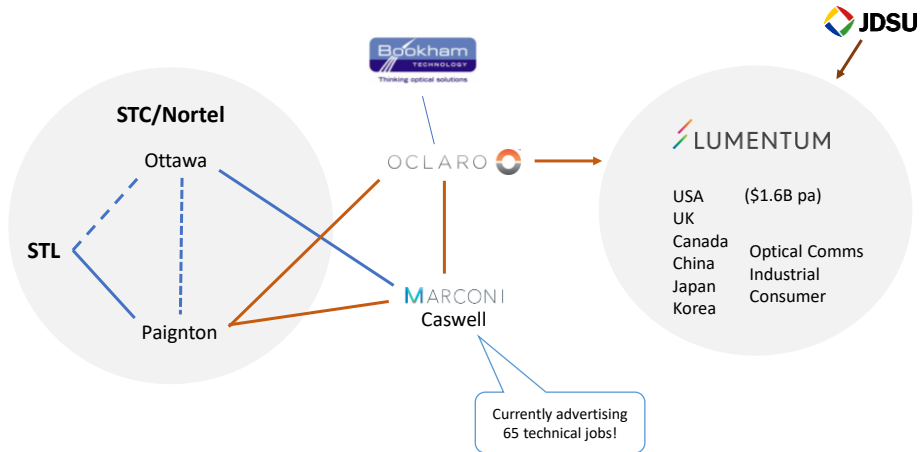 JDSU
Bookham
TECHNOLOGY
Thinking optical solutions
STC/Nortel
Ottawa
STL
Paignton
OCLARO
MARCONI
Caswell
Currently advertising
65 technical jobs!
LUMENTUM
USA
UK
Canada
China
Japan
Korea
($1.6B pa)
Optical Comms
Industrial
Consumer